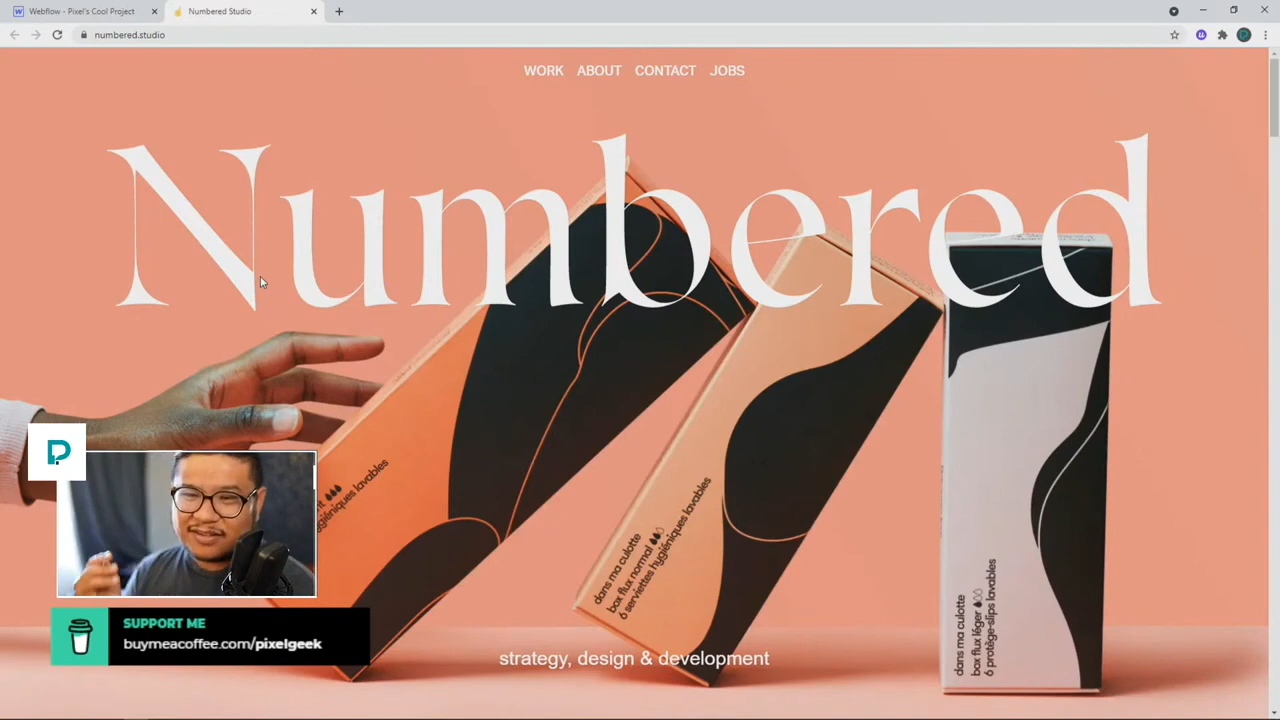 Webflow - Pixel's Cool Project
Numbered Studio
numbered.studio
WORK ABOUT CONTACT JOBS
Numbered
hygiéniques lavables
dans ma culotte
box flux normal
6 serviettes hygiéniques lavables
dans ma culotte
box flux léger
6 protège-slips lavables
SUPPORT ME
buymeacoffee.com/pixelgeek
strategy, design & development